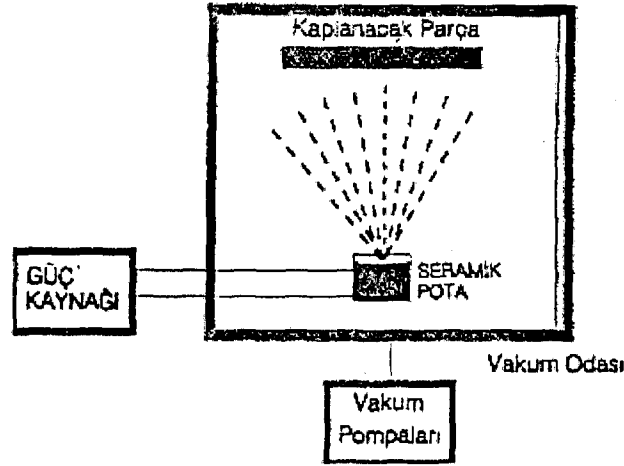 Kaplanacak Parça
GÜÇ
KAYNAĞI
SERAMİK
POTA
Vakum Odası
Vakum
Pompaları